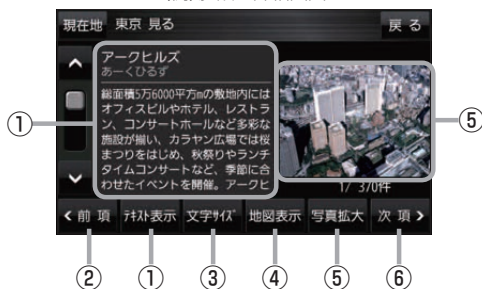 現在地 東京 見る 戻 る
アークヒルズ
あーくひるず
総面積5万6000平方mの敷地内には
オフィスビルやホテル、レストラ
ン、コンサートホールなど多彩な
施設が揃い、カラヤン広場では桜
まつりをはじめ、秋祭りやランチ
タイムコンサートなど、季節に合
わせたイベントを開催。アークヒ
1/ 370件
① ⑤
前 項 ﾃｷｽﾄ表示 文字ｻｲｽﾞ 地図表示 写真拡大 次 項
② ① ③ ④ ⑤ ⑥